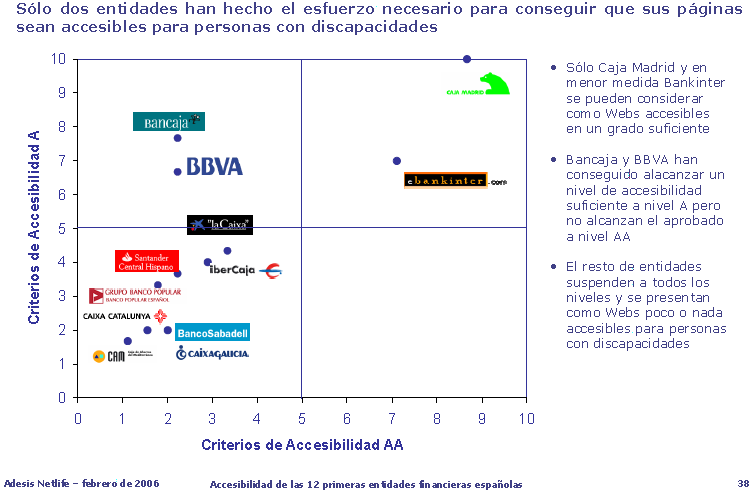 Sólo dos entidades han hecho el esfuerzo necesario para conseguir que sus páginas
sean accesibles para personas con discapacidades
Criterios de Accesibilidad A
10
9
8
7
6
5
4
3
2
1
0
CAJA MADRID
Bancaja
BBVA
ebankinter.com
"la Caixa"
Santander
Central Hispano
iberCaja
GRUPO BANCO POPULAR
BANCO POPULAR ESPAÑOL
CAIXA CATALUNYA
BancoSabadell
CAM
CAIXAGALICIA
0 1 2 3 4 5 6 7 8 9 10
Criterios de Accesibilidad AA
• Sólo Caja Madrid y en
menor medida Bankinter
se pueden considerar
como Webs accesibles
en un grado suficiente
• Bancaja y BBVA han
conseguido alacanzar un
nivel de accesibilidad
suficiente a nivel A pero
no alcanzan el aprobado
a nivel AA
• El resto de entidades
suspenden a todos los
niveles y se presentan
como Webs poco o nada
accesibles para personas
con discapacidades
Adesis Netlife – febrero de 2006
Accesibilidad de las 12 primeras entidades financieras españolas
38